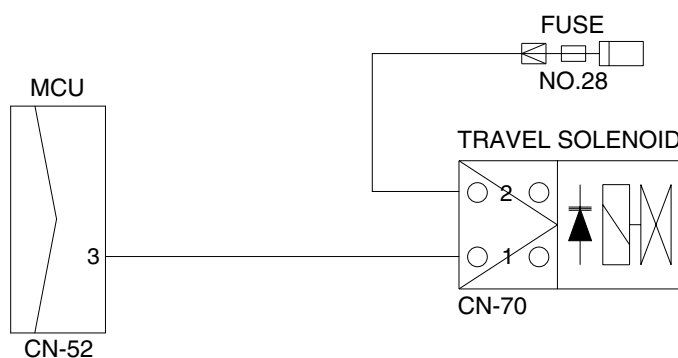 FUSE
NO.28
MCU
TRAVEL SOLENOID
2
3
1
CN-70
CN-52